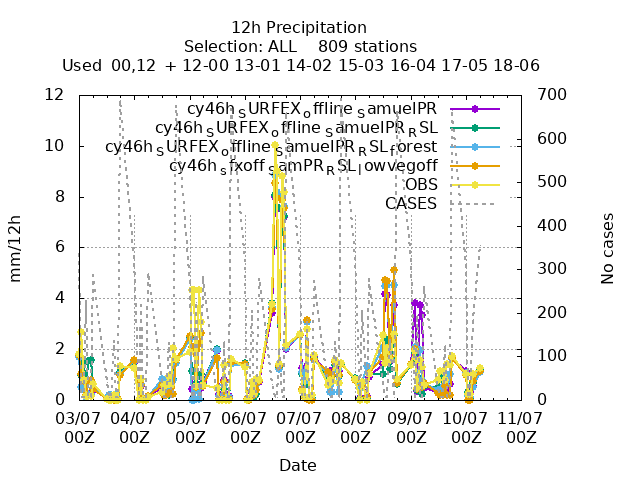 12h Precipitation
Selection: ALL    809 stations
Used  00,12  + 12-00 13-01 14-02 15-03 16-04 17-05 18-06
mm/12h
No cases
12
10
8
6
4
2
0
700
600
500
400
300
200
100
0
cy46h_SURFEX_offline_SamuelPR
cy46h_SURFEX_offline_SamuelPR_RSL
cy46h_SURFEX_offline_SamuelPR_RSL_forest
cy46h_sfxoff_SamPR_RSL_lowvegoff
OBS
CASES
03/07 04/07 05/07 06/07 07/07 08/07 09/07 10/07 11/07
00Z 00Z 00Z 00Z 00Z 00Z 00Z 00Z 00Z
Date